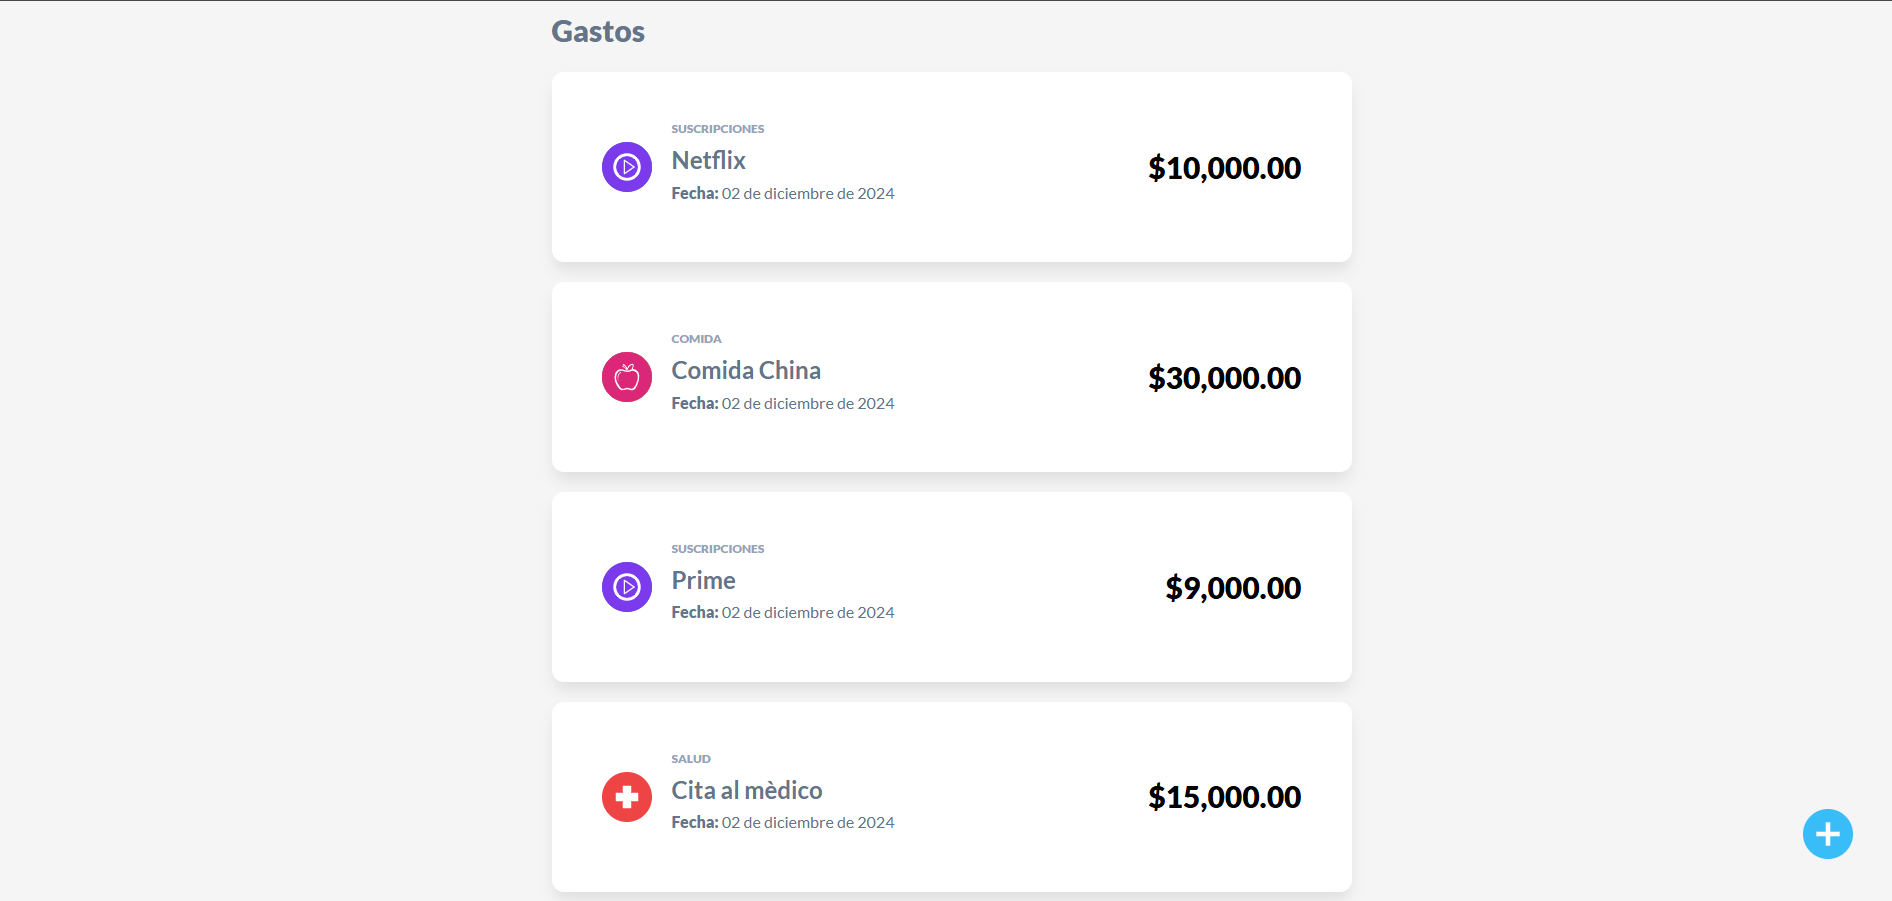 Gastos
SUSCRIPCIONES
Netflix
$10,000.00
Fecha: 02 de diciembre de 2024
COMIDA
Comida China
$30,000.00
Fecha: 02 de diciembre de 2024
SUSCRIPCIONES
Prime
$9,000.00
Fecha: 02 de diciembre de 2024
SALUD
Cita al mèdico
$15,000.00
Fecha: 02 de diciembre de 2024